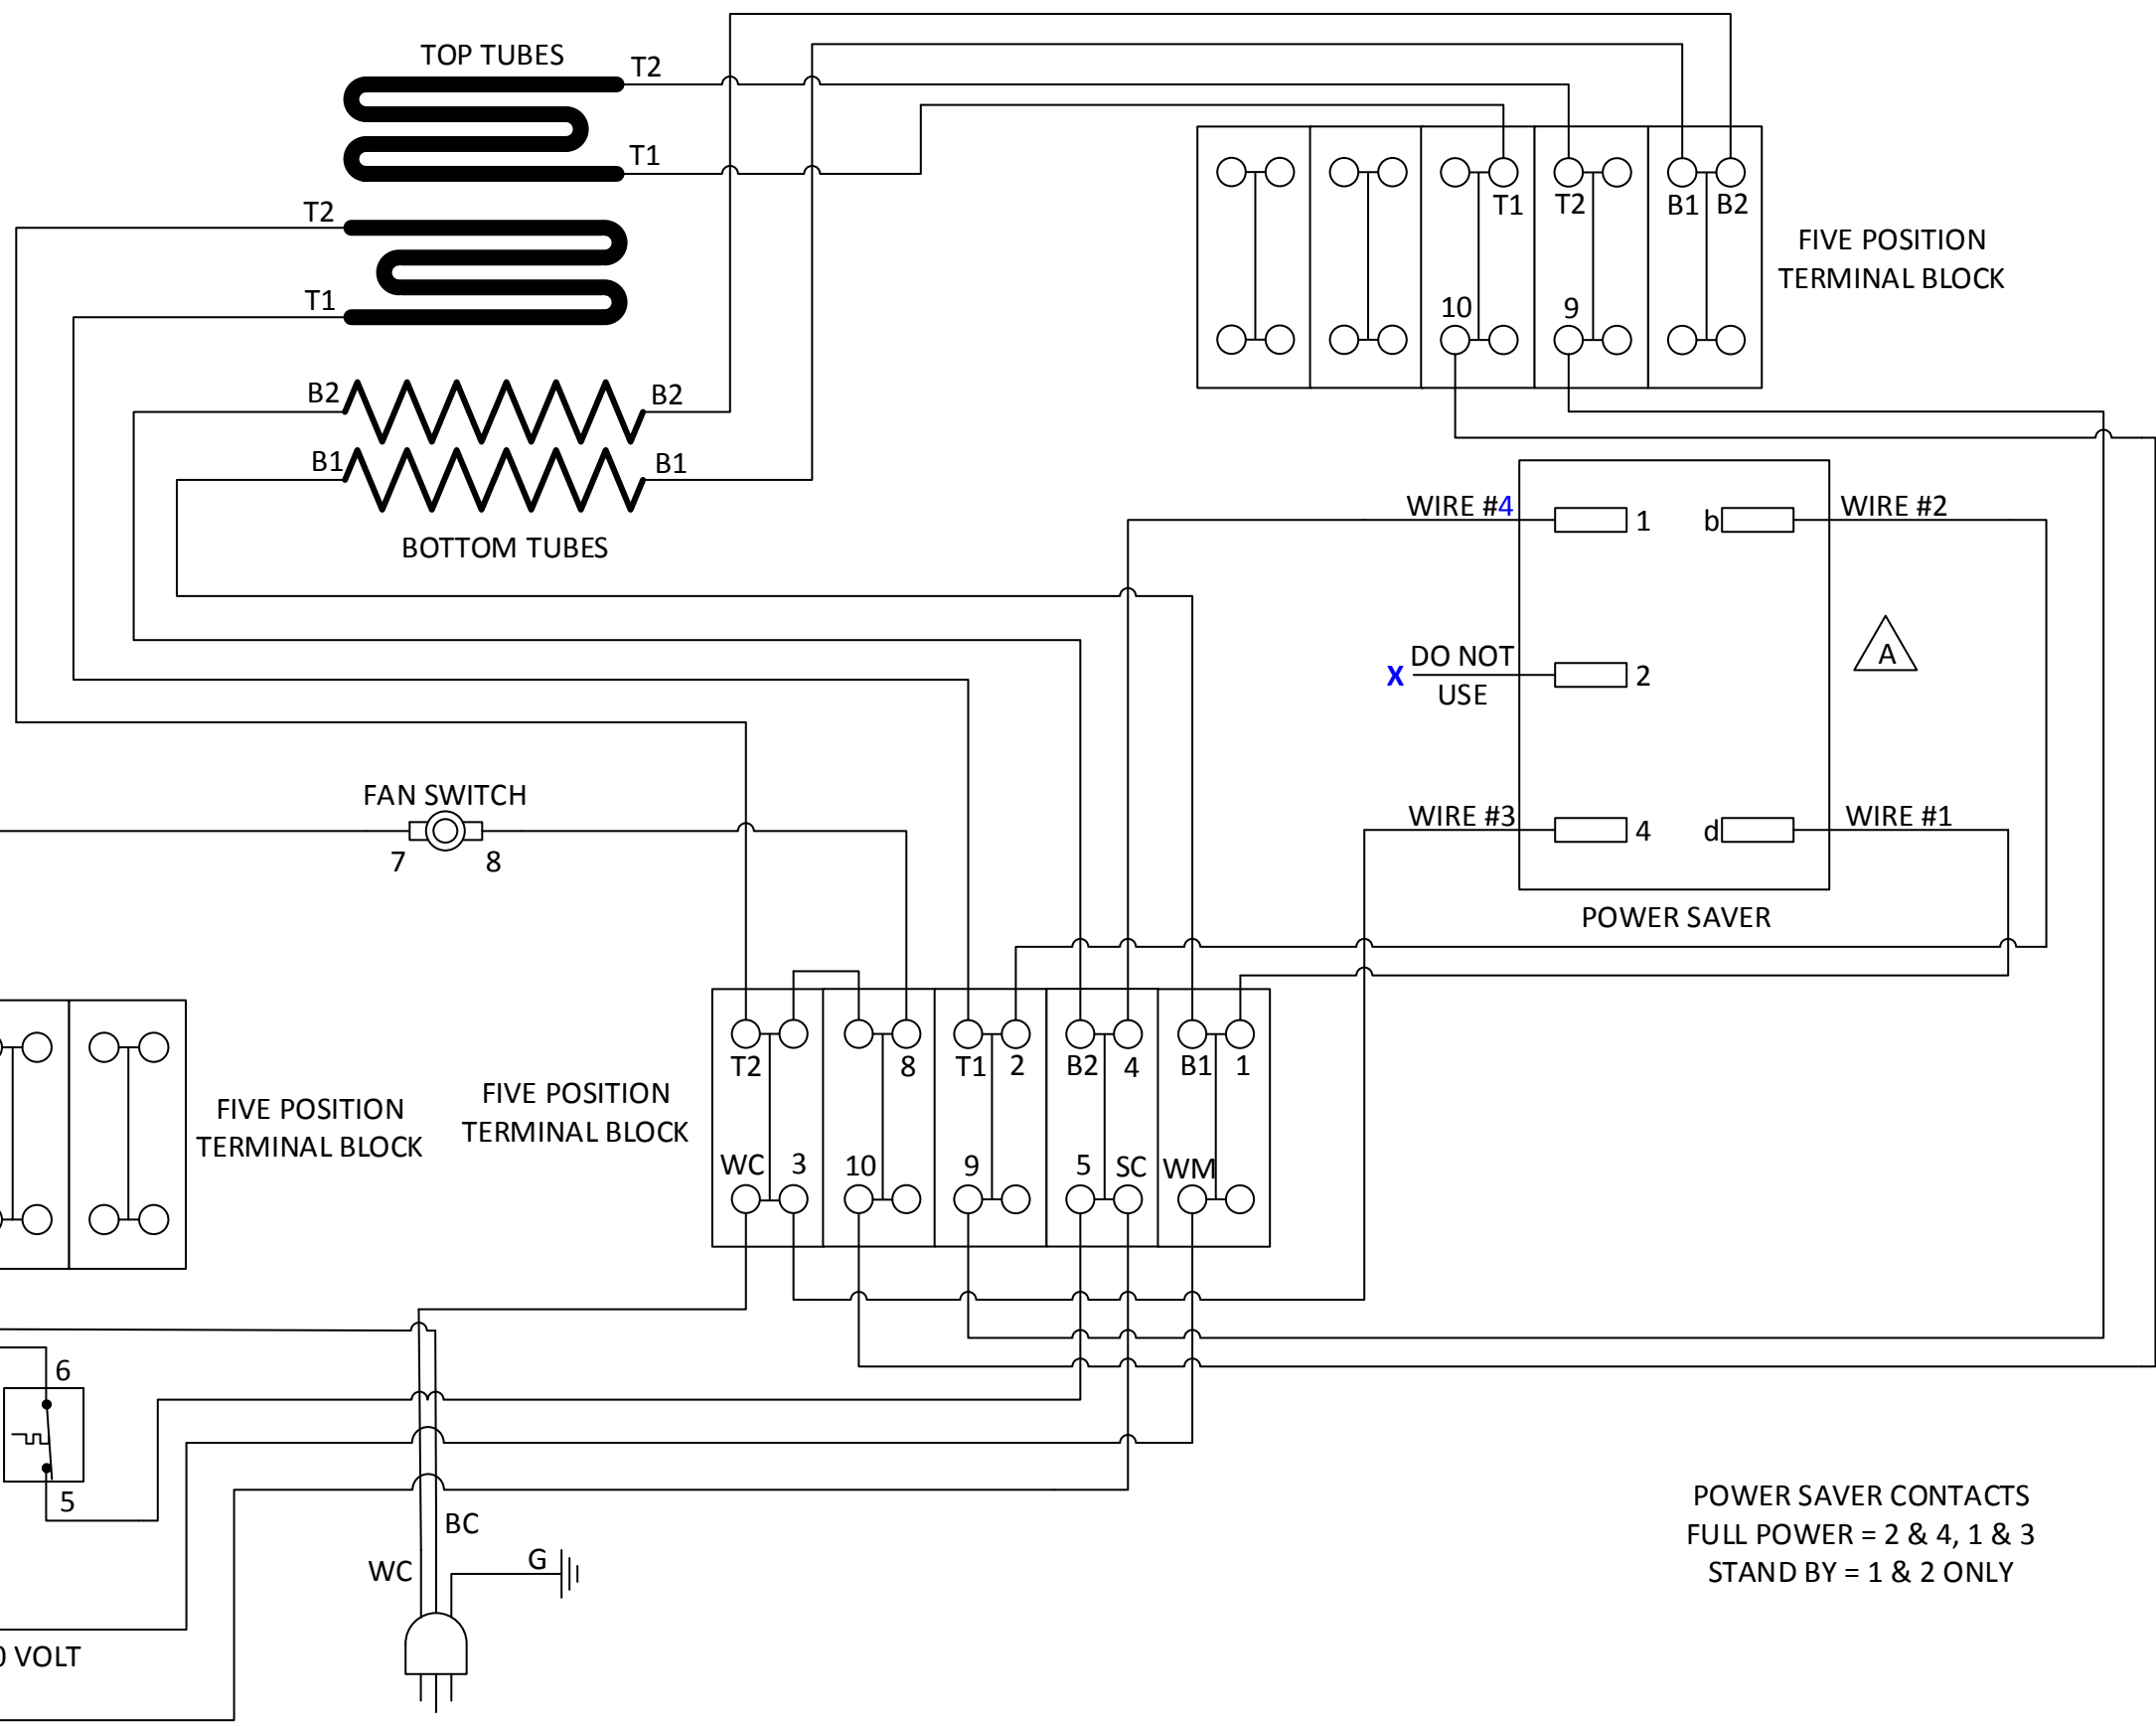 TOP TUBES
T2
T1
T2
T1
B2
B2
B1
B1
BOTTOM TUBES
T1
T2
B1
B2
10
9
FIVE POSITION
TERMINAL BLOCK
WIRE #4
1
b
WIRE #2
X
DO NOT
USE
2
A
WIRE #3
4
d
WIRE #1
POWER SAVER
FAN SWITCH
7
8
FIVE POSITION
TERMINAL BLOCK
FIVE POSITION
TERMINAL BLOCK
T2
8
T1
2
B2
4
B1
1
WC
3
10
9
5
SC
WM
6
5
BC
WC
G
0 VOLT
POWER SAVER CONTACTS
FULL POWER = 2 & 4, 1 & 3
STAND BY = 1 & 2 ONLY